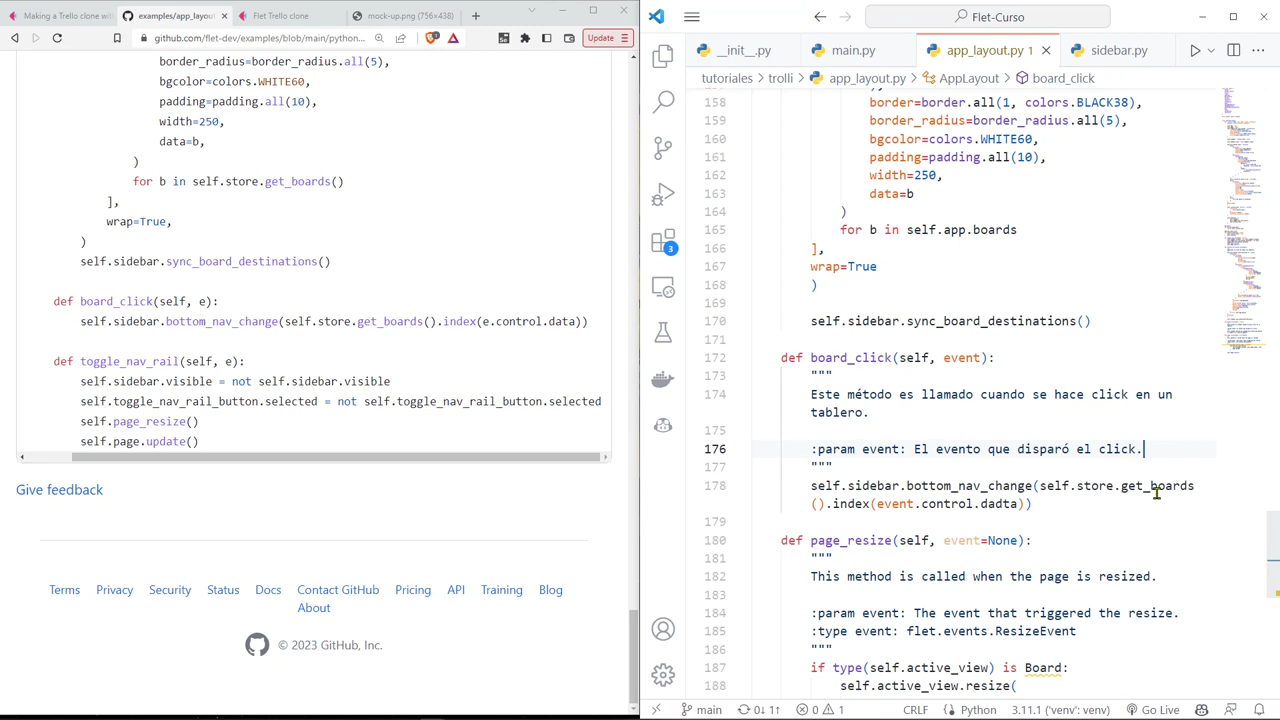 Making a Trello clone with
examples/app_layou
Flet Trello clone
mock-up.png (756×438)
github.com/flet-dev/examples/blob/main/python...
Update
border_radius=border_radius.all(5),
bgcolor=colors.WHITE60,
padding=padding.all(10),
width=250,
data=b,
)
for b in self.store.get_boards()
],
wrap=True,
)
self.sidebar.sync_board_destinations()
def board_click(self, e):
self.sidebar.bottom_nav_change(self.store.get_boards().index(e.control.data))
def toggle_nav_rail(self, e):
self.sidebar.visible = not self.sidebar.visible
self.toggle_nav_rail_button.selected = not self.toggle_nav_rail_button.selected
self.page_resize()
self.page.update()
Give feedback
Terms Privacy Security Status Docs Contact GitHub Pricing API Training Blog
About
© 2023 GitHub, Inc.
Flet-Curso
__init__.py
main.py
app_layout.py
sidebar.py
tutoriales > trolli > app_layout.py > AppLayout > board_click
158 border=border.all(1, colors.BLACK38)
159 border_radius=border_radius.all(5),
160 bgcolor=colors.WHITE60,
161 padding=padding.all(10),
162 width=250,
163 data=b
164 )
165 for b in self.app.boards
166 ],
167 wrap=True
168 )
169
170 self.sidebar.sync_board_destination()
171
172 def board_click(self, event):
173 """
174 Este método es llamado cuando se hace click en un
tablero.
175
176 :param event: El evento que disparó el click.
177 """
178 self.sidebar.bottom_nav_change(self.store.get_boards
().index(event.control.dadta))
179
180 def page_resize(self, event=None):
181 """
182 This method is called when the page is resized.
183
184 :param event: The event that triggered the resize.
185 :type event: flet.events.ResizeEvent
186 """
187 if type(self.active_view) is Board:
188 self.active_view.resize(
3
main
0↓ 1↑
0
1
CRLF
Python
3.11.1 ('venv': venv)
Go Live